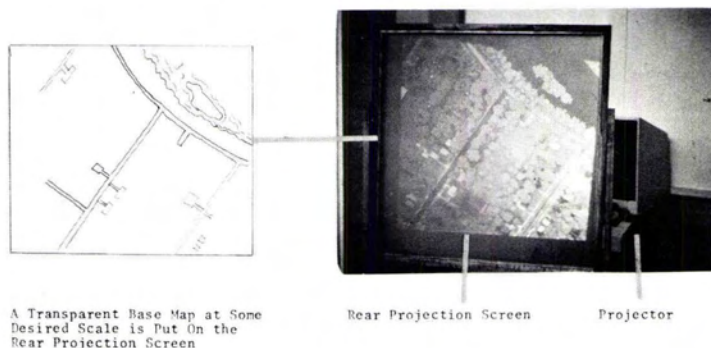 A Transparent Base Map at Some
Desired Scale is Put On the
Rear Projection Screen
Rear Projection Screen
Projector